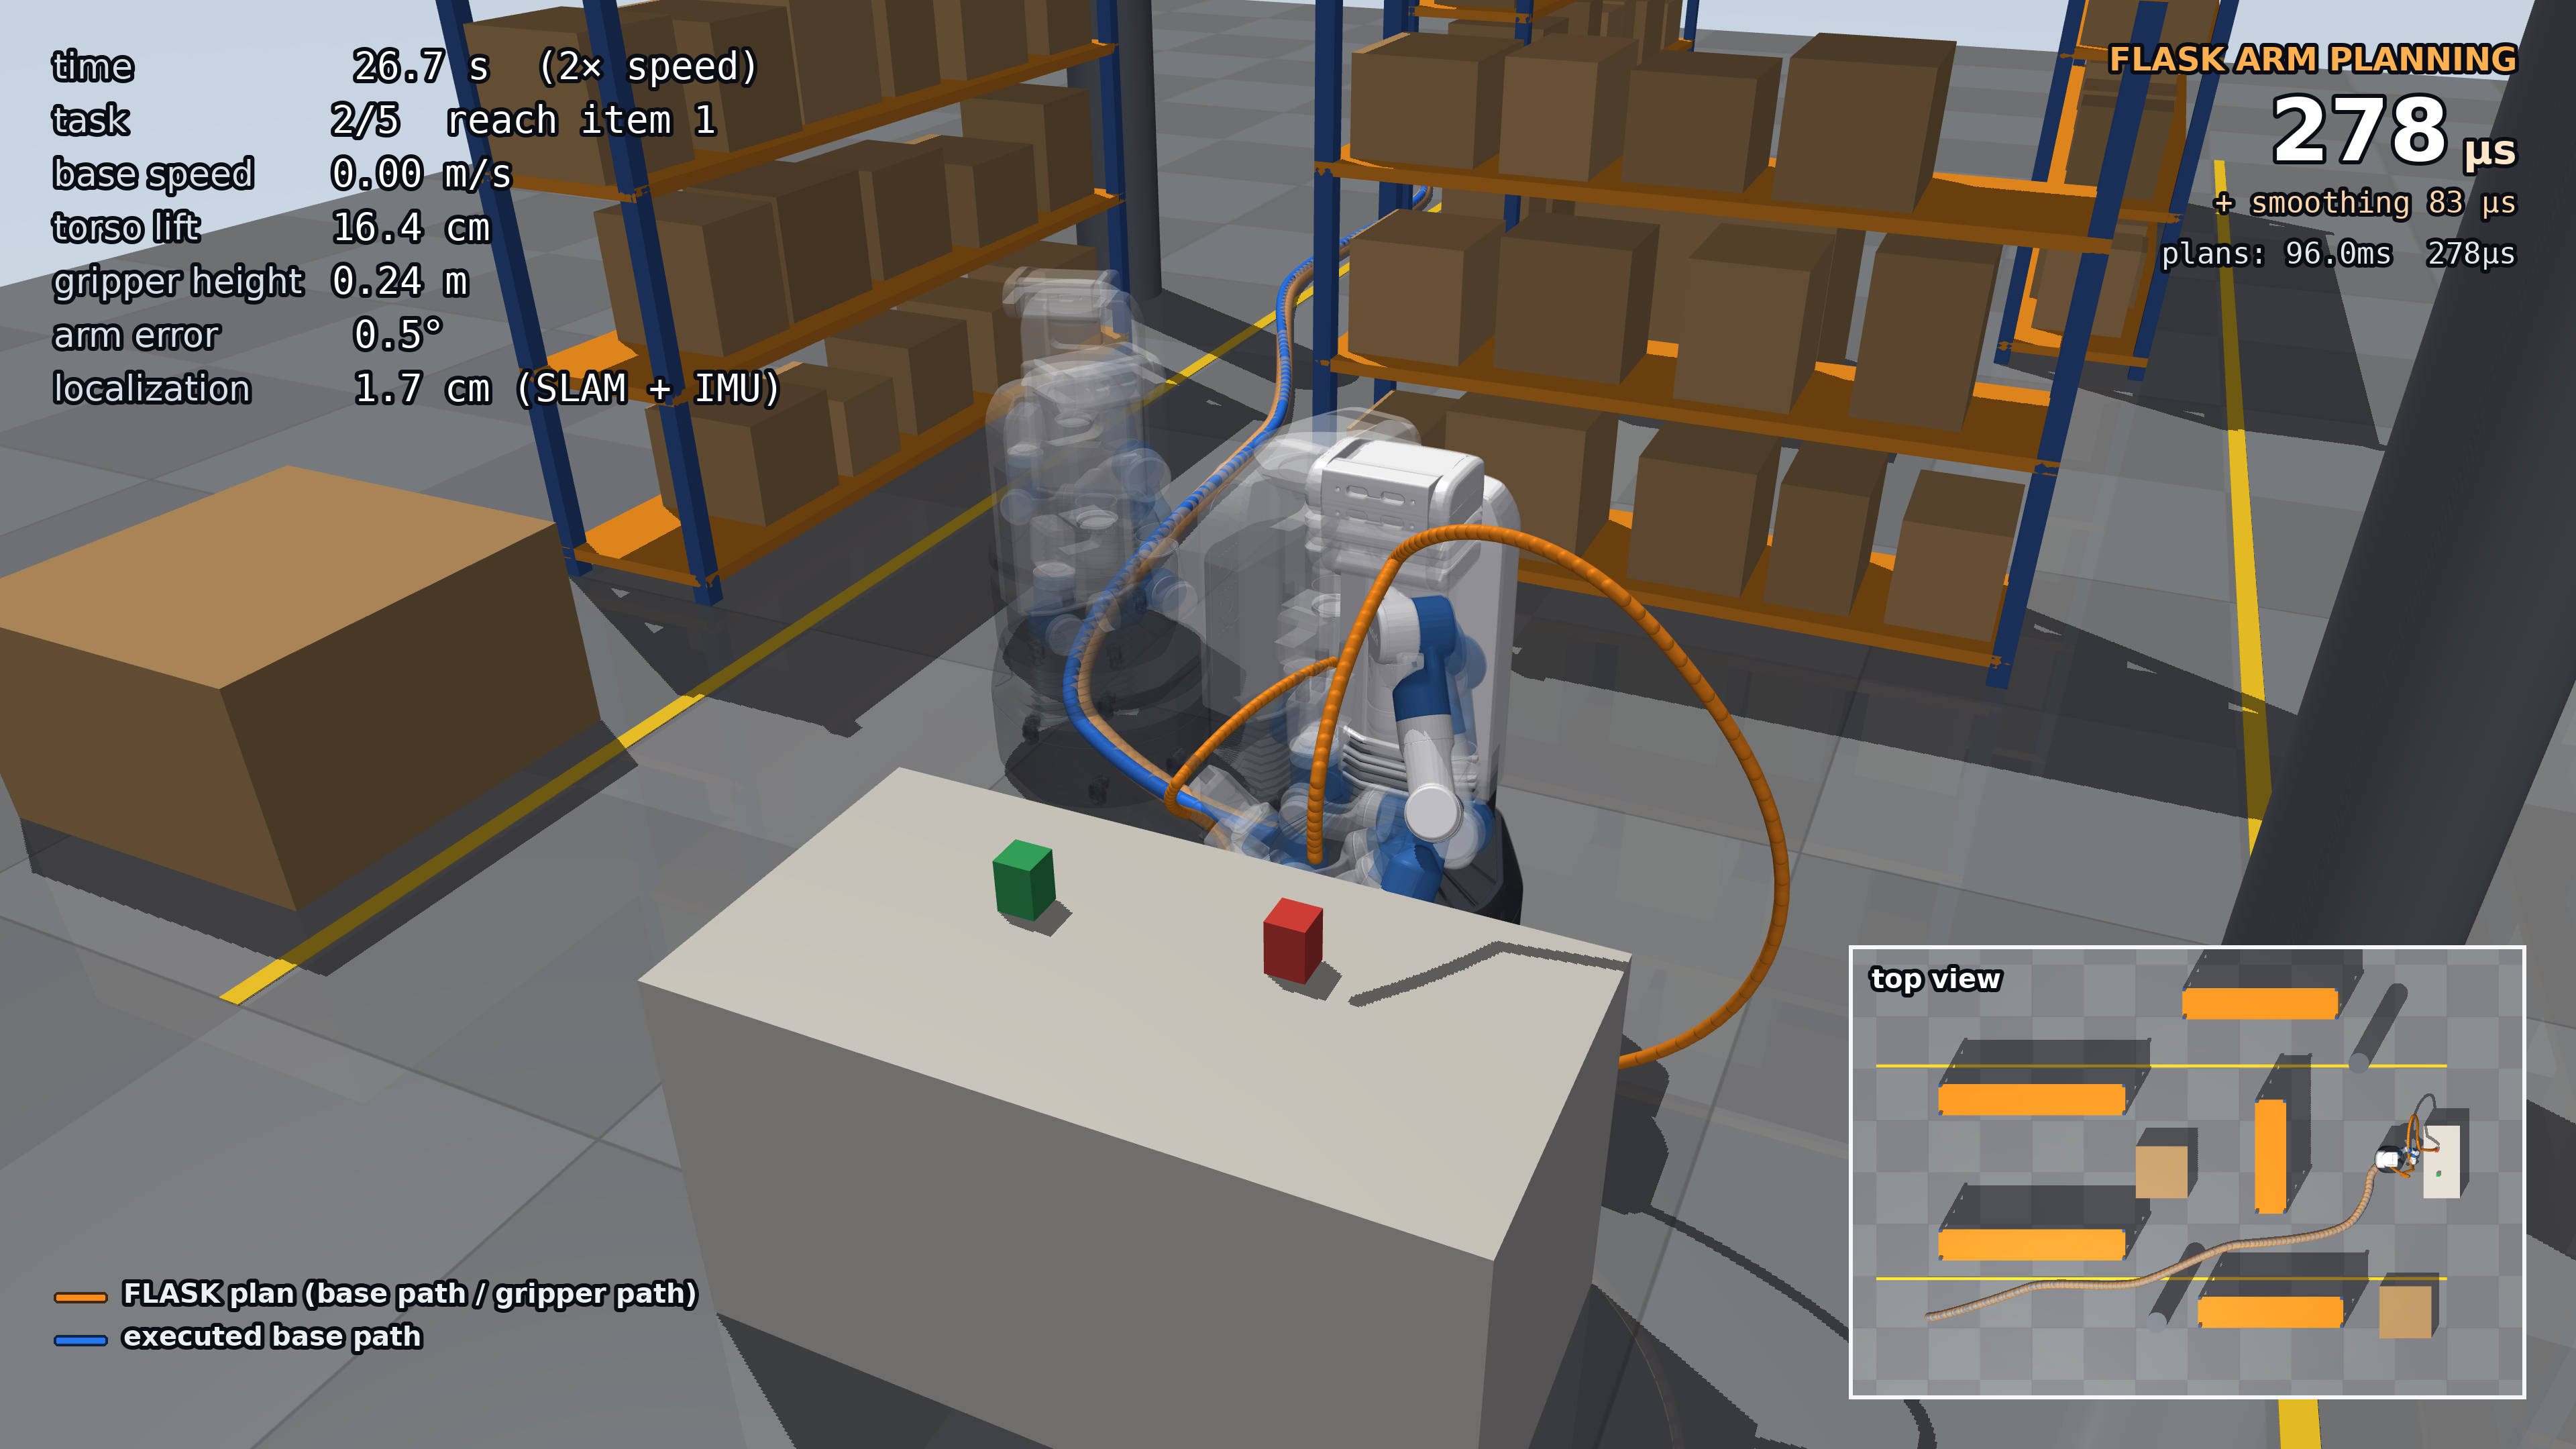 time 26.7 s (2× speed)
task 2/5 reach item 1
base speed 0.00 m/s
torso lift 16.4 cm
gripper height 0.24 m
arm error 0.5°
localization 1.7 cm (SLAM + IMU)
FLASK ARM PLANNING
278 µs
+ smoothing 83 µs
plans: 96.0ms 278µs
top view
FLASK plan (base path / gripper path)
executed base path